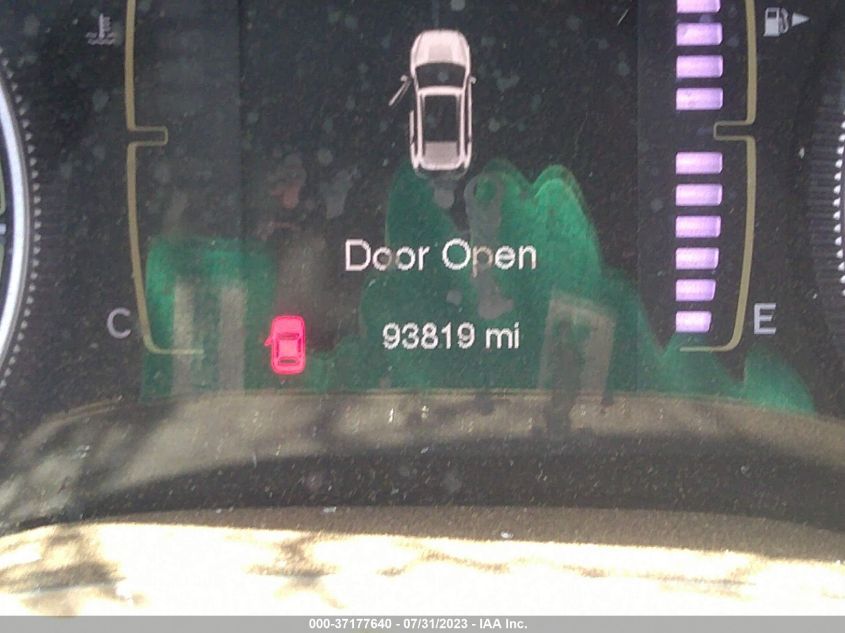 Door Open
C
E
93819 mi
000-37177640 - 07/31/2023 - IAA Inc.